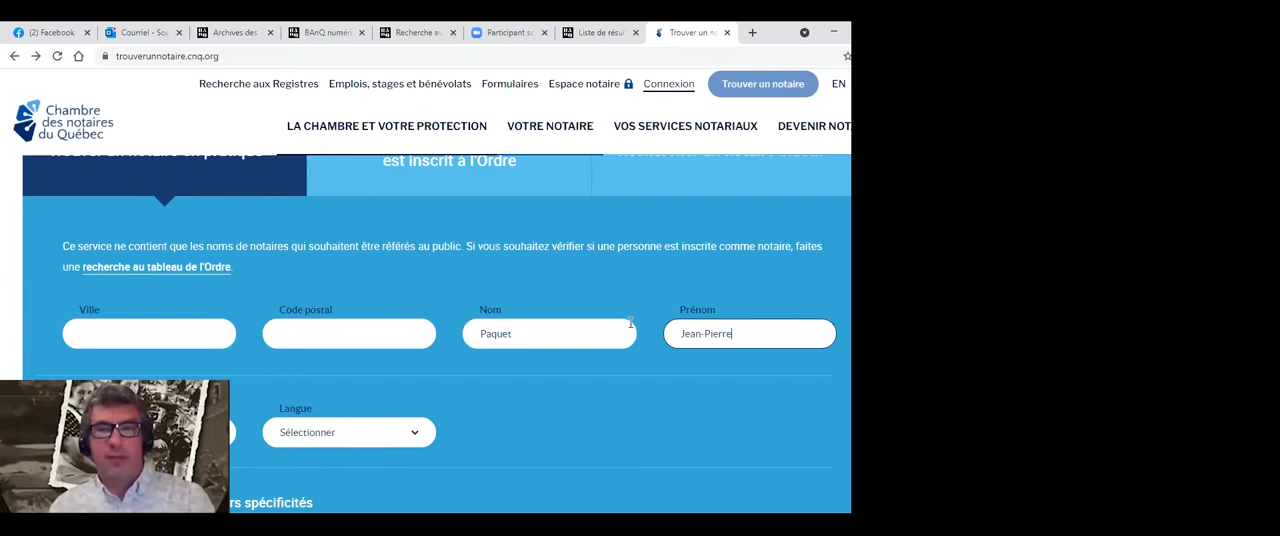 (2) Facebook
Courriel - Sou
Archives des
BAnQ numéri
Recherche av
Participant sc
Liste de résul
Trouver un no
trouverunnotaire.cnq.org
Recherche aux Registres Emplois, stages et bénévolats Formulaires Espace notaire Connexion Trouver un notaire EN
Chambre
des notaires
du Québec
LA CHAMBRE ET VOTRE PROTECTION VOTRE NOTAIRE VOS SERVICES NOTARIAUX DEVENIR NOT
est inscrit à l'Ordre
Ce service ne contient que les noms de notaires qui souhaitent être référés au public. Si vous souhaitez vérifier si une personne est inscrite comme notaire, faites
une recherche au tableau de l'Ordre.
Ville Code postal Nom Prénom
Paquet Jean-Pierre
Langue
Sélectionner
rs spécificités